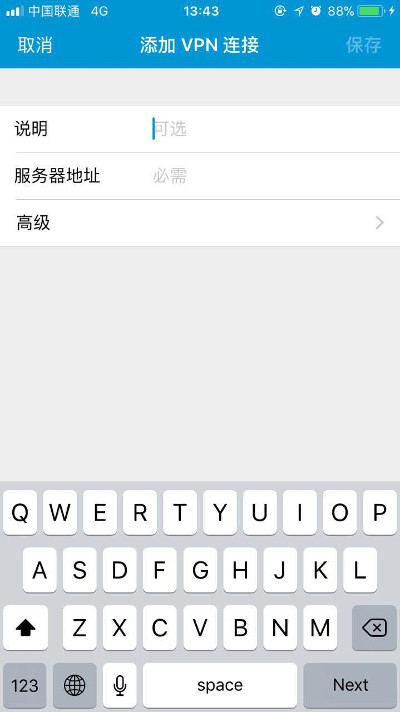 中国联通 4G 13:43 88%
取消 添加 VPN 连接 保存
说明 可选
服务器地址 必需
高级
Q W E R T Y U I O P
A S D F G H J K L
Z X C V B N M
123 space Next